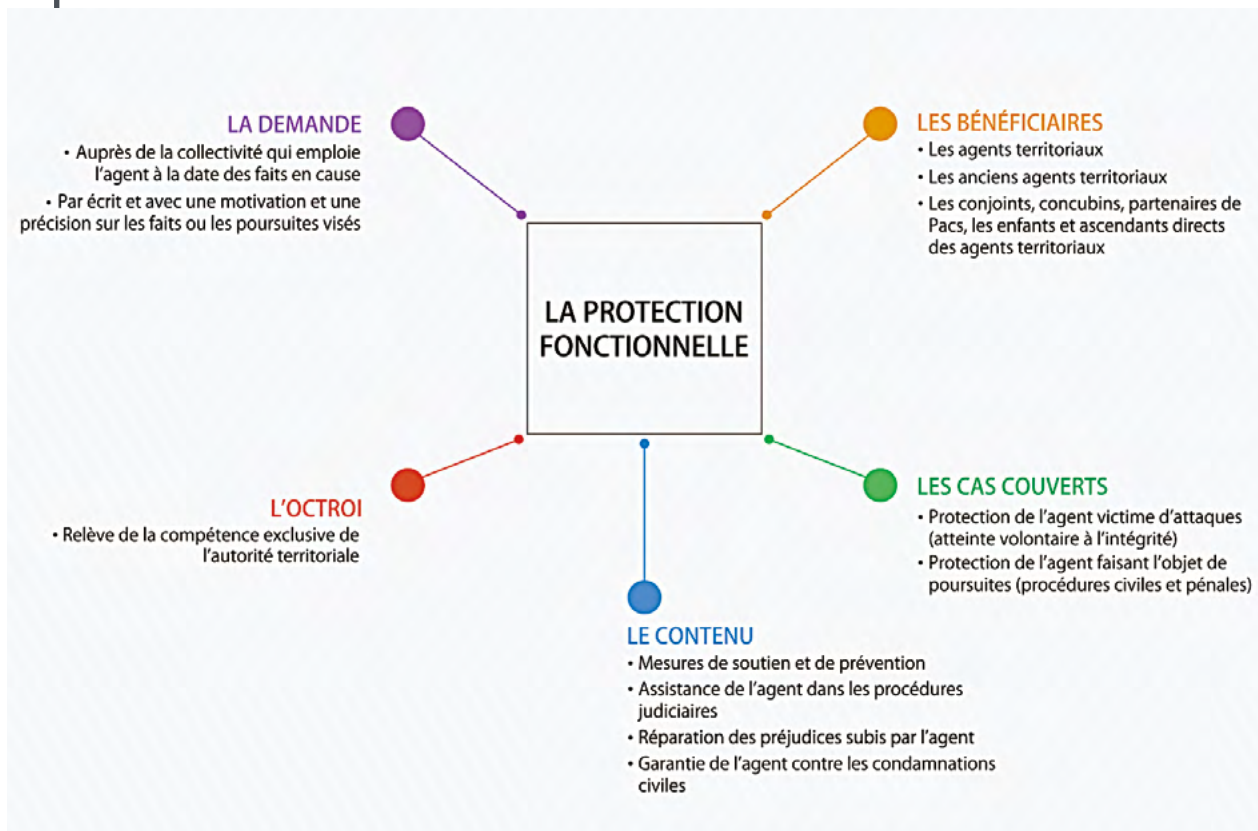 LA DEMANDE
• Auprès de la collectivité qui emploie
l'agent à la date des faits en cause
• Par écrit et avec une motivation et une
précision sur les faits ou les poursuites visés
LES BÉNÉFICIAIRES
• Les agents territoriaux
• Les anciens agents territoriaux
• Les conjoints, concubins, partenaires de
Pacs, les enfants et ascendants directs
des agents territoriaux
LA PROTECTION
FONCTIONNELLE
L'OCTROI
• Relève de la compétence exclusive de
l'autorité territoriale
LES CAS COUVERTS
• Protection de l'agent victime d'attaques
(atteinte volontaire à l'intégrité)
• Protection de l'agent faisant l'objet de
poursuites (procédures civiles et pénales)
LE CONTENU
• Mesures de soutien et de prévention
• Assistance de l'agent dans les procédures
judiciaires
• Réparation des préjudices subis par l'agent
• Garantie de l'agent contre les condamnations
civiles